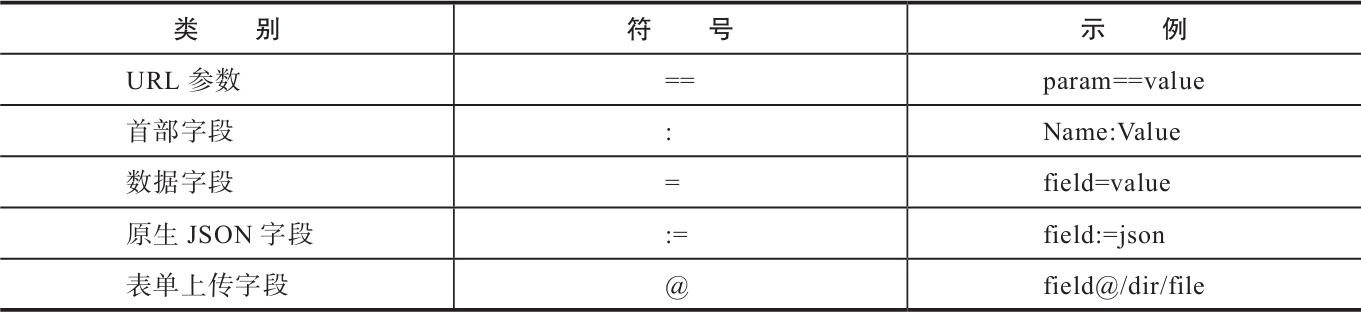 类 别 符 号 示 例
URL 参数 == param==value
首部字段 : Name:Value
数据字段 = field=value
原生 JSON 字段 := field:=json
表单上传字段 @ field@/dir/file